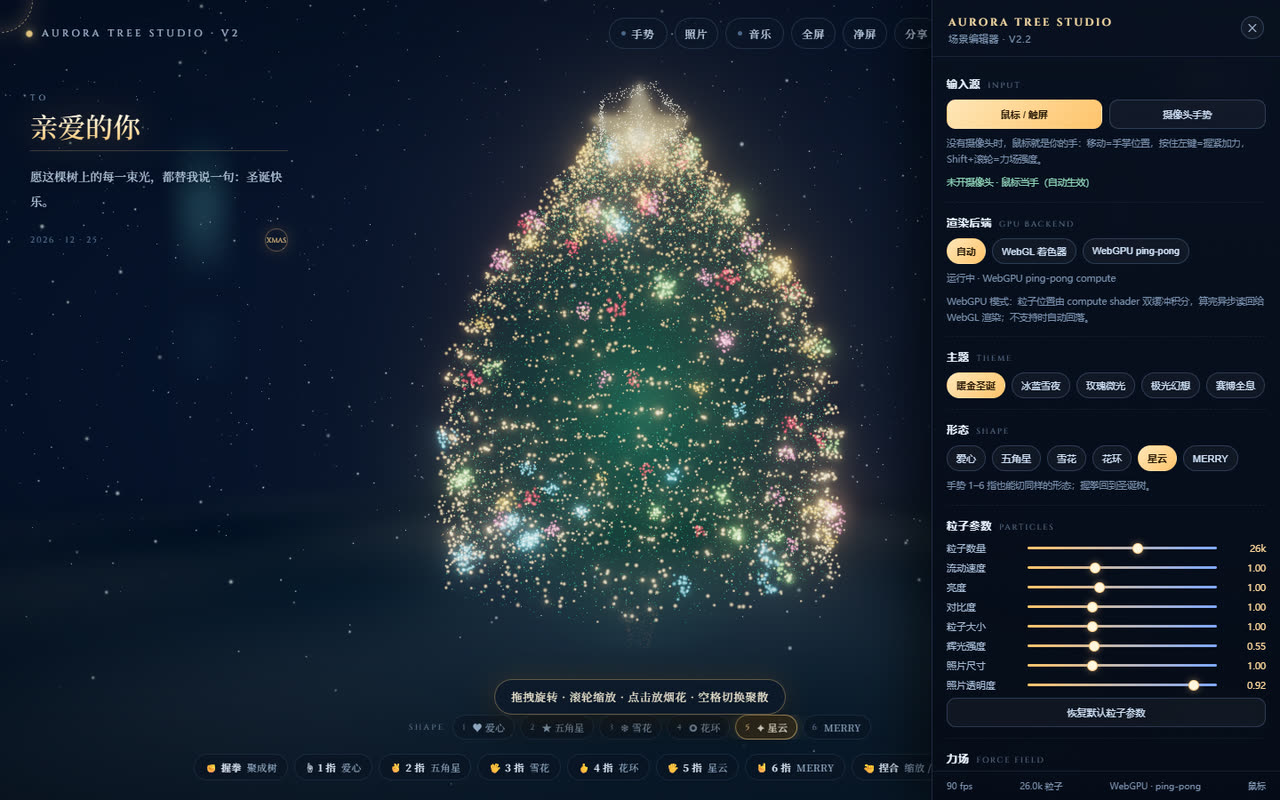 AURORA TREE STUDIO · V2
手势
照片
音乐
全屏
净屏
分享
TO
亲爱的你
愿这棵树上的每一束光，都替我说一句：圣诞快
乐。
2026 · 12 · 25
XMAS
拖拽旋转 · 滚轮缩放 · 点击放烟花 · 空格切换聚散
SHAPE
1 爱心
2 ★ 五角星
3 ❄ 雪花
4 花环
5 ✦ 星云
6 MERRY
握拳 聚成树
1 指 爱心
2 指 五角星
3 指 雪花
4 指 花环
5 指 星云
6 指 MERRY
捏合 缩放 /
AURORA TREE STUDIO
场景编辑器 · V2.2
输入源 INPUT
鼠标 / 触屏
摄像头手势
没有摄像头时，鼠标就是你的手：移动=手掌位置，按住左键=握紧加力，
Shift+滚轮=力场强度。
未开摄像头 · 鼠标当手（自动生效）
渲染后端 GPU BACKEND
自动
WebGL 着色器
WebGPU ping-pong
运行中 · WebGPU ping-pong compute
WebGPU 模式：粒子位置由 compute shader 双缓冲积分，算完异步读回给
WebGL 渲染；不支持时自动回落。
主题 THEME
暖金圣诞
冰蓝雪夜
玫瑰微光
极光幻想
赛博全息
形态 SHAPE
爱心
五角星
雪花
花环
星云
MERRY
手势 1–6 指也能切同样的形态；握拳回到圣诞树。
粒子参数 PARTICLES
粒子数量 26k
流动速度 1.00
亮度 1.00
对比度 1.00
粒子大小 1.00
辉光强度 0.55
照片尺寸 1.00
照片透明度 0.92
恢复默认粒子参数
力场 FORCE FIELD
90 fps
26.0k 粒子
WebGPU · ping-pong
鼠标